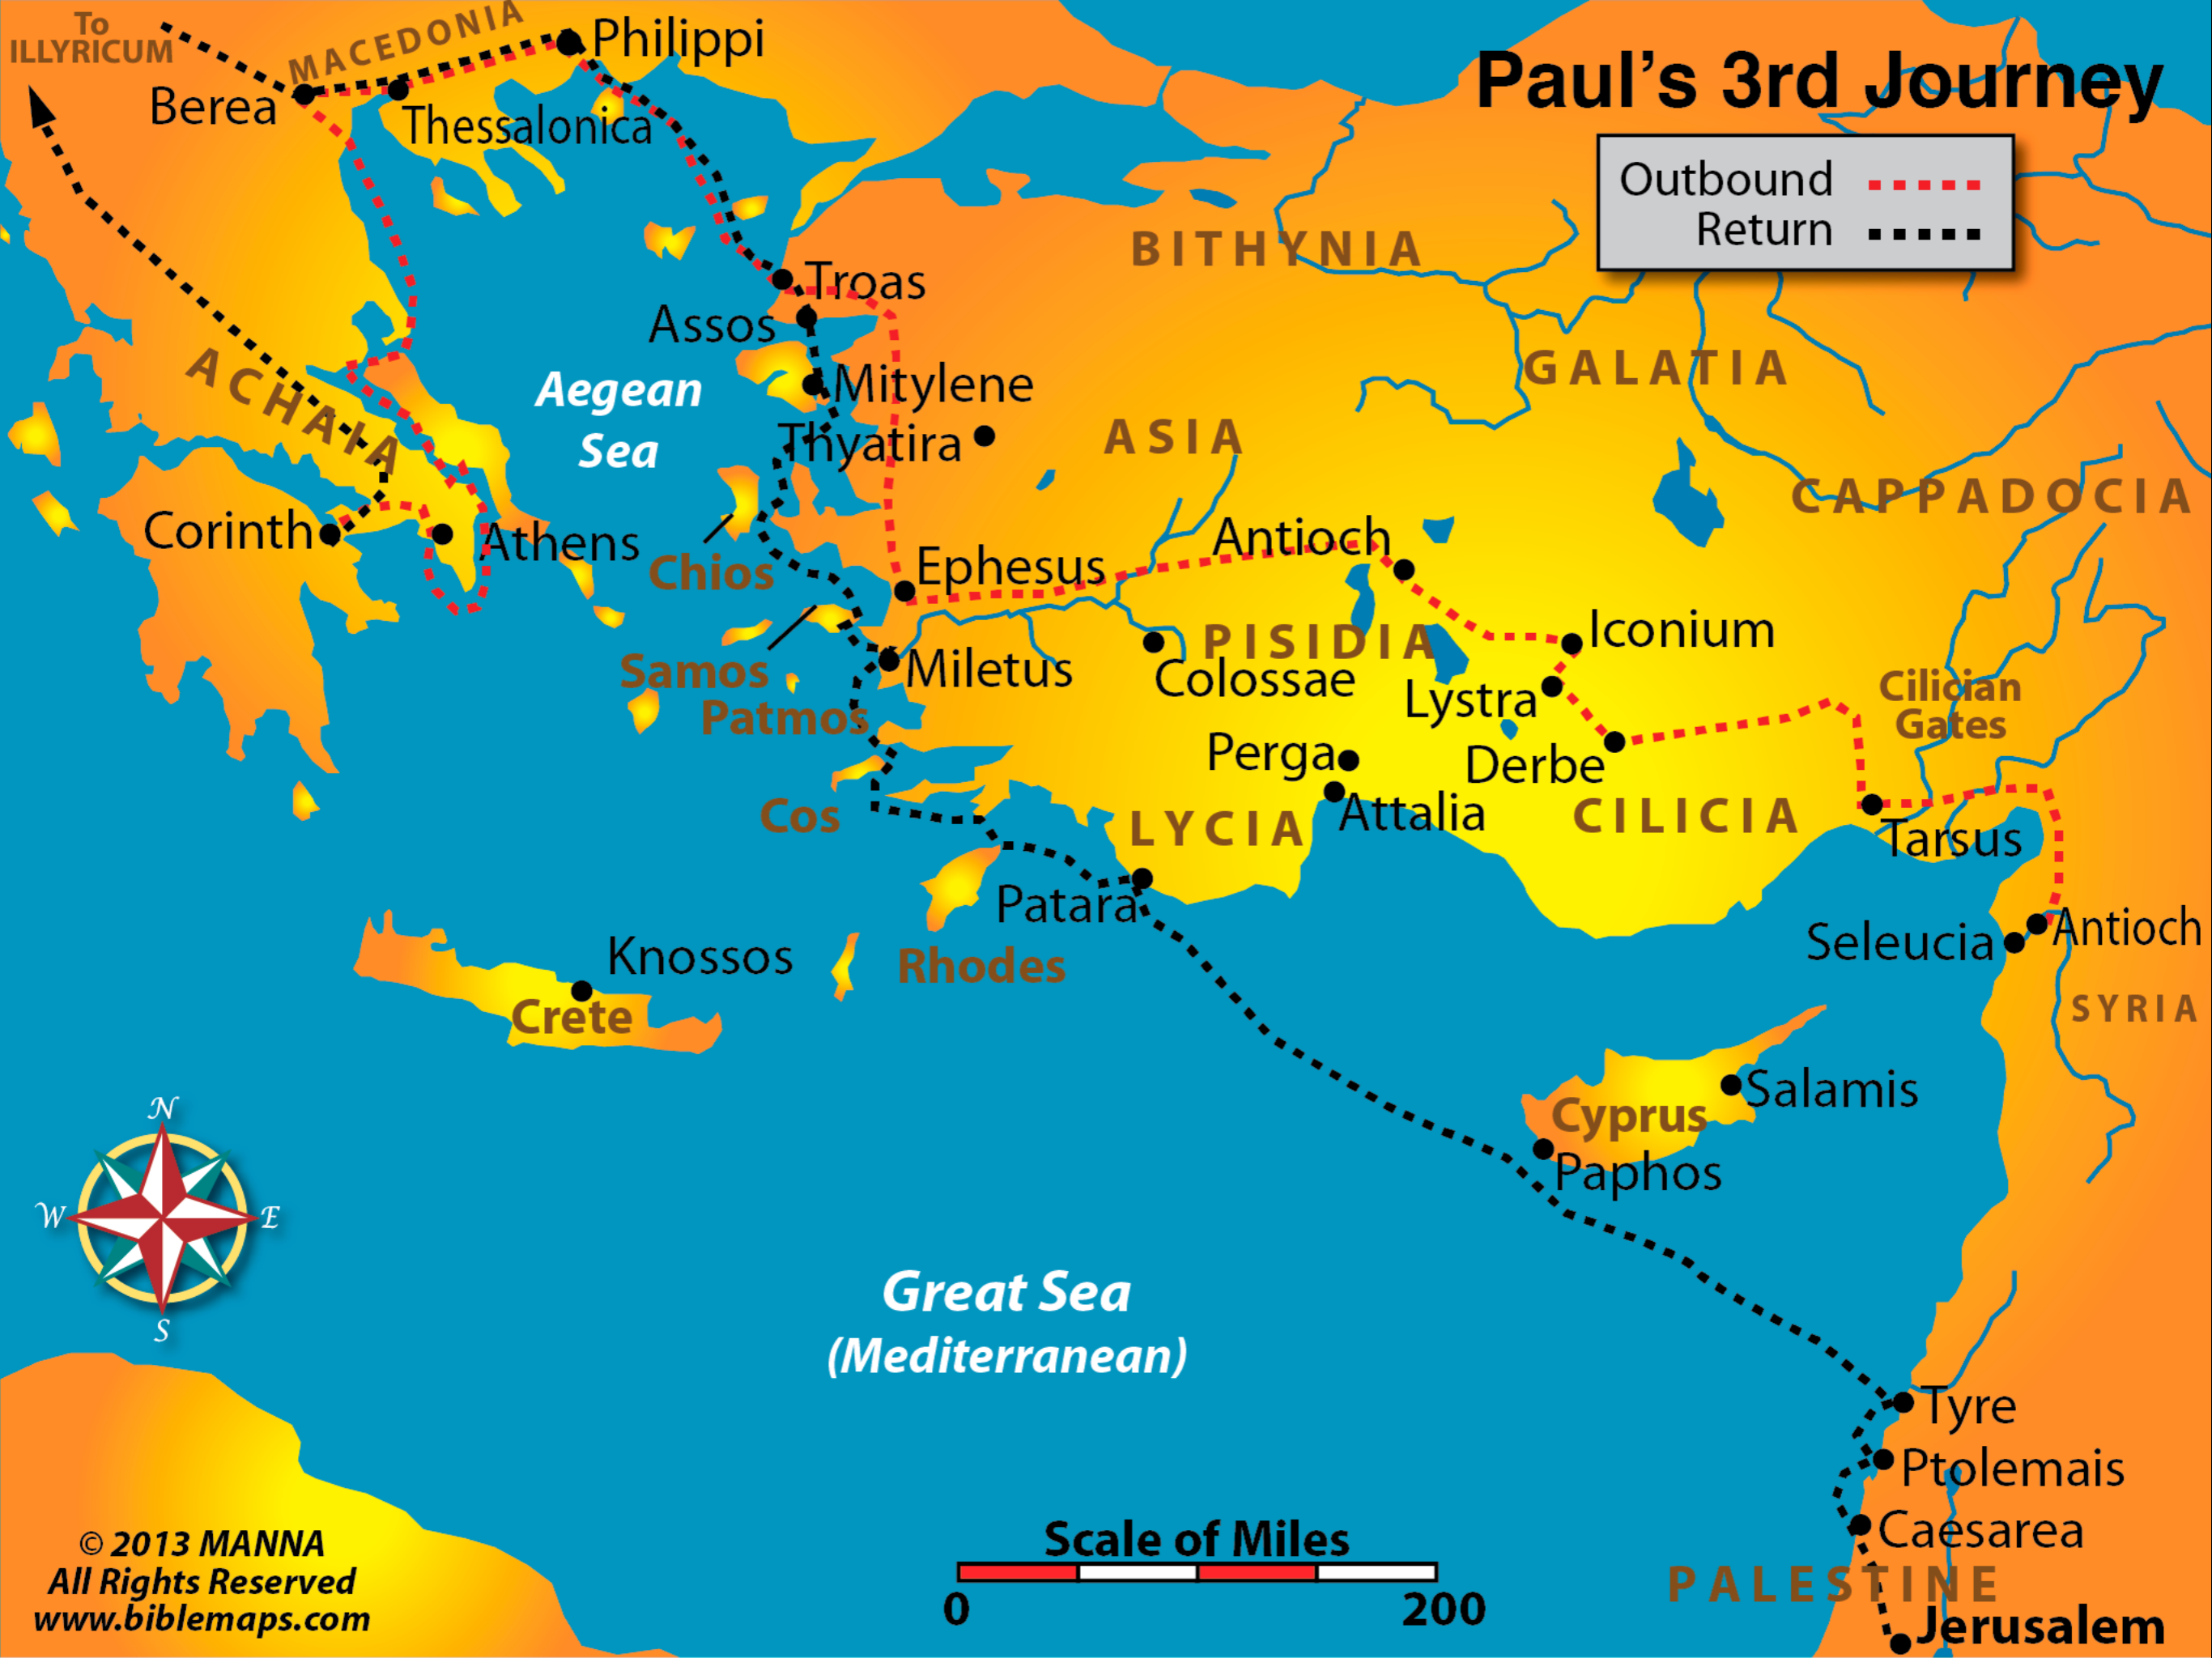 Paul's 3rd Journey
Outbound
Return
To
ILLYRICUM
MACEDONIA
Philippi
Berea
Thessalonica
Troas
Assos
BITHYNIA
GALATIA
ACHAIA
Aegean
Sea
Mitylene
Thyatira
ASIA
CAPPADOCIA
Corinth
Athens
Chios
Ephesus
Antioch
PISIDIA
Iconium
Samos
Miletus
Colossae
Lystra
Cilician
Gates
Patmos
Perga
Derbe
Cos
LYCIA
Attalia
CILICIA
Tarsus
Patara
Seleucia
Antioch
Knossos
Rhodes
Crete
SYRIA
Salamis
Cyprus
Paphos
N
W
E
S
Great Sea
(Mediterranean)
Tyre
Ptolemais
Caesarea
PALESTINE
Jerusalem
Scale of Miles
0
200
© 2013 MANNA
All Rights Reserved
www.biblemaps.com